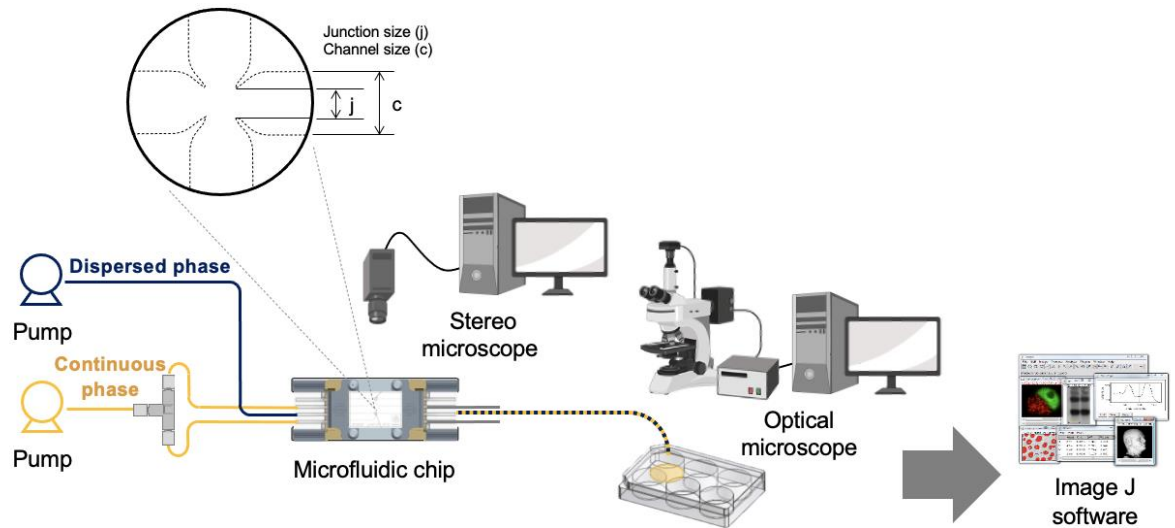 Junction size (j)
Channel size (c)
j
c
Dispersed phase
Pump
Stereo
microscope
Continuous
phase
Pump
Microfluidic chip
Optical
microscope
Image J
software